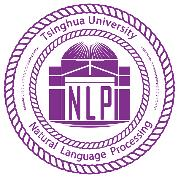 Tsinghua University
NLP
Natural Language Processing